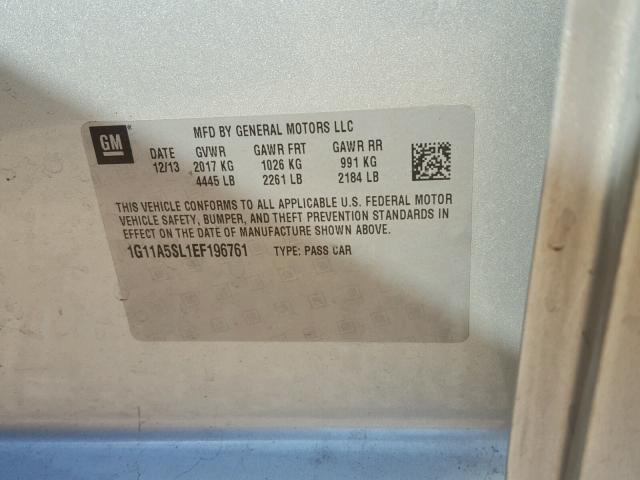 GM
MFD BY GENERAL MOTORS LLC
DATE GVWR GAWR FRT GAWR RR
12/13 2017 KG 1026 KG 991 KG
4445 LB 2261 LB 2184 LB
THIS VEHICLE CONFORMS TO ALL APPLICABLE U.S. FEDERAL MOTOR
VEHICLE SAFETY, BUMPER, AND THEFT PREVENTION STANDARDS IN
EFFECT ON THE DATE OF MANUFACTURE SHOWN ABOVE.
1G11A5SL1EF196761 TYPE: PASS CAR